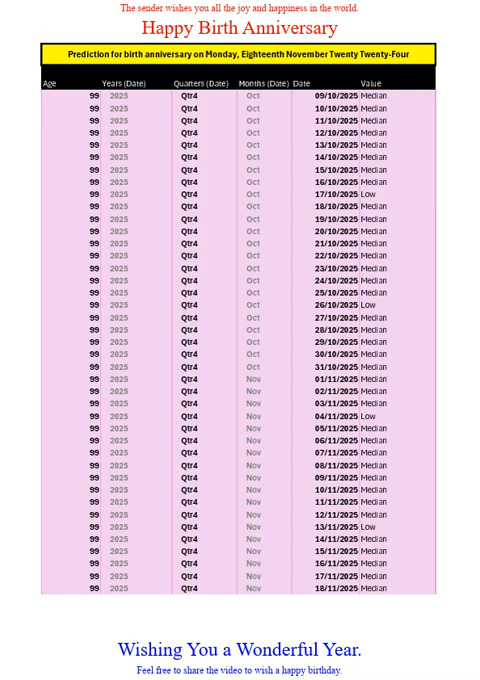 The sender wishes you all the joy and happiness in the world.
Happy Birth Anniversary
Prediction for birth anniversary on Monday, Eighteenth November Twenty Twenty-Four
Age Years (Date) Quarters (Date) Months (Date) Date Value
99 2025 Qtr4 Oct 09/10/2025 Median
99 2025 Qtr4 Oct 10/10/2025 Median
99 2025 Qtr4 Oct 11/10/2025 Median
99 2025 Qtr4 Oct 12/10/2025 Median
99 2025 Qtr4 Oct 13/10/2025 Median
99 2025 Qtr4 Oct 14/10/2025 Median
99 2025 Qtr4 Oct 15/10/2025 Median
99 2025 Qtr4 Oct 16/10/2025 Median
99 2025 Qtr4 Oct 17/10/2025 Low
99 2025 Qtr4 Oct 18/10/2025 Median
99 2025 Qtr4 Oct 19/10/2025 Median
99 2025 Qtr4 Oct 20/10/2025 Median
99 2025 Qtr4 Oct 21/10/2025 Median
99 2025 Qtr4 Oct 22/10/2025 Median
99 2025 Qtr4 Oct 23/10/2025 Median
99 2025 Qtr4 Oct 24/10/2025 Median
99 2025 Qtr4 Oct 25/10/2025 Median
99 2025 Qtr4 Oct 26/10/2025 Low
99 2025 Qtr4 Oct 27/10/2025 Median
99 2025 Qtr4 Oct 28/10/2025 Median
99 2025 Qtr4 Oct 29/10/2025 Median
99 2025 Qtr4 Oct 30/10/2025 Median
99 2025 Qtr4 Oct 31/10/2025 Median
99 2025 Qtr4 Nov 01/11/2025 Median
99 2025 Qtr4 Nov 02/11/2025 Median
99 2025 Qtr4 Nov 03/11/2025 Median
99 2025 Qtr4 Nov 04/11/2025 Low
99 2025 Qtr4 Nov 05/11/2025 Median
99 2025 Qtr4 Nov 06/11/2025 Median
99 2025 Qtr4 Nov 07/11/2025 Median
99 2025 Qtr4 Nov 08/11/2025 Median
99 2025 Qtr4 Nov 09/11/2025 Median
99 2025 Qtr4 Nov 10/11/2025 Median
99 2025 Qtr4 Nov 11/11/2025 Median
99 2025 Qtr4 Nov 12/11/2025 Median
99 2025 Qtr4 Nov 13/11/2025 Low
99 2025 Qtr4 Nov 14/11/2025 Median
99 2025 Qtr4 Nov 15/11/2025 Median
99 2025 Qtr4 Nov 16/11/2025 Median
99 2025 Qtr4 Nov 17/11/2025 Median
99 2025 Qtr4 Nov 18/11/2025 Median
Wishing You a Wonderful Year.
Feel free to share the video to wish a happy birthday.